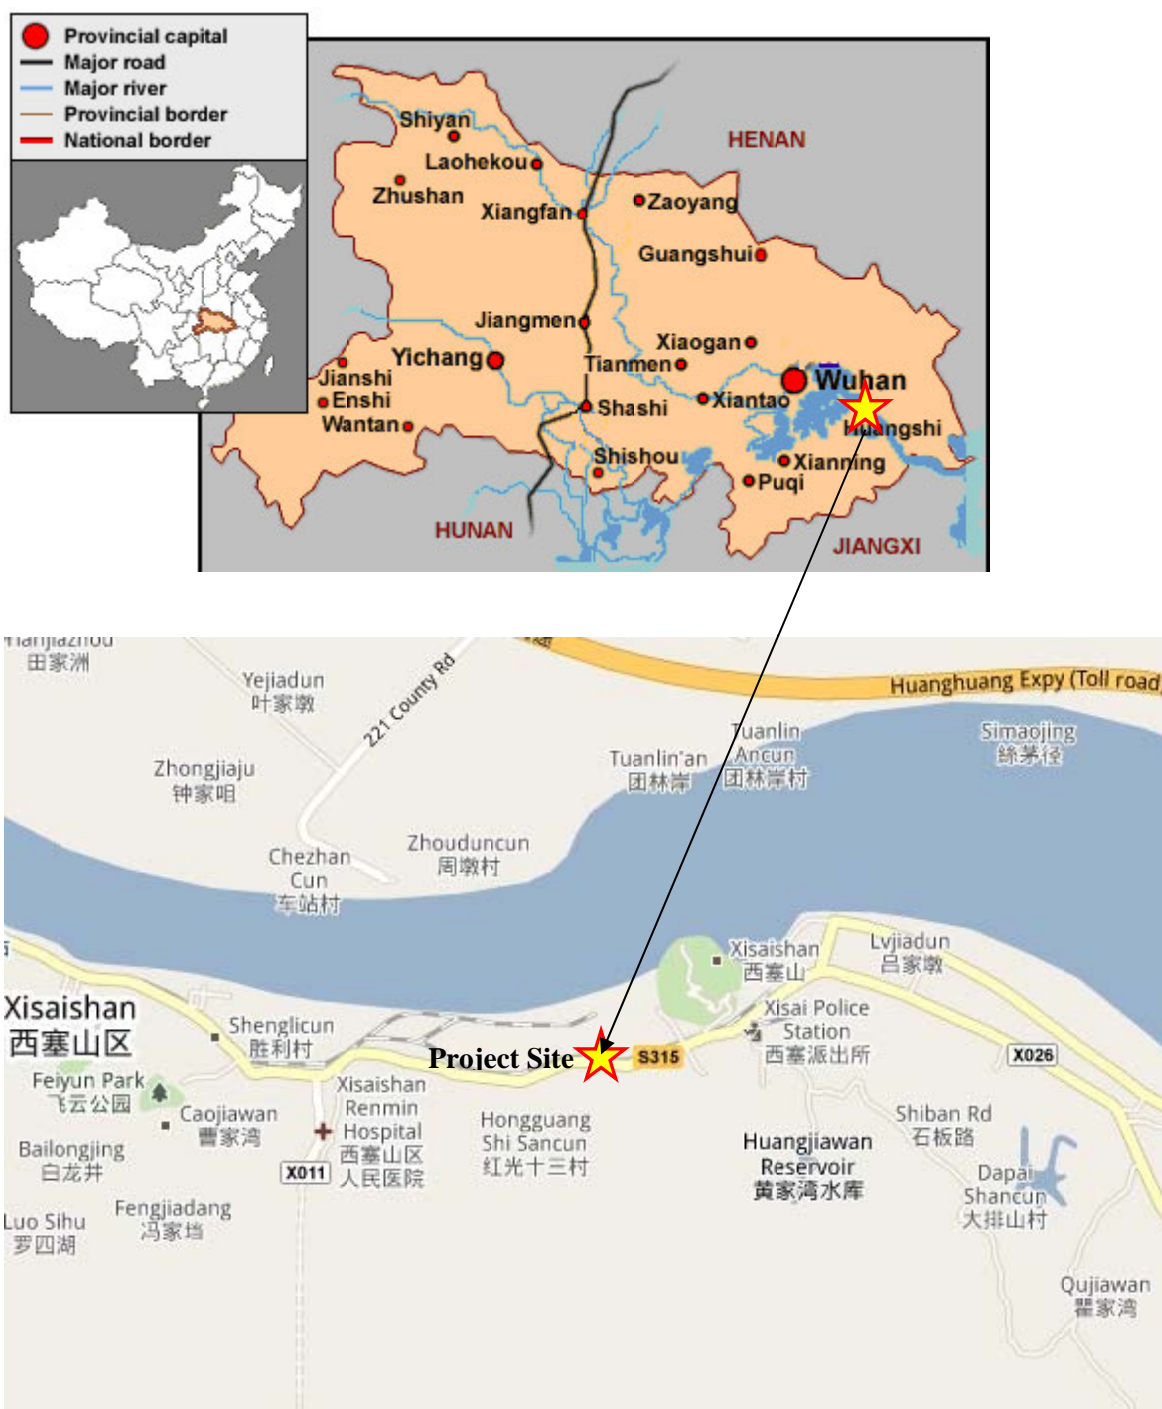 Provincial capital
Major road
Major river
Provincial border
National border
HENAN
Shiyan
Laohekou
Zhushan
Xiangfan
Zaoyang
Guangshui
Jiangmen
Xiaogan
Yichang
Tianmen
Wuhan
Jianshi
Enshi
Xiantao
Shashi
Wantan
Huangshi
Shishou
Xianning
Puqi
HUNAN
JIANGXI
田家洲
Yejiadun
叶家墩
221 County Rd
Huanghuang Expy (Toll road)
Zhongjiaju
钟家咀
Tuanlin'an
团林岸
Tuanlin
Ancun
团林岸村
Simaojing
絲茅径
Chezhan
Cun
车站村
Zhouduncun
周墩村
Xisaishan
西塞山
Lvjiadun
吕家墩
Xisaishan
西塞山区
Shenglicun
胜利村
Xisai Police
Station
西塞派出所
Project Site
S315
X026
Feiyun Park
飞云公园
Caojiawan
曹家湾
Xisaishan
Renmin
Hospital
西塞山区
人民医院
X011
Hongguang
Shi Sancun
红光十三村
Huangjiawan
Reservoir
黄家湾水库
Shiban Rd
石板路
Bailongjing
白龙井
Dapai
Shancun
大排山村
Fengjiadang
冯家垱
Luo Sihu
罗四湖
Qujiawan
瞿家湾